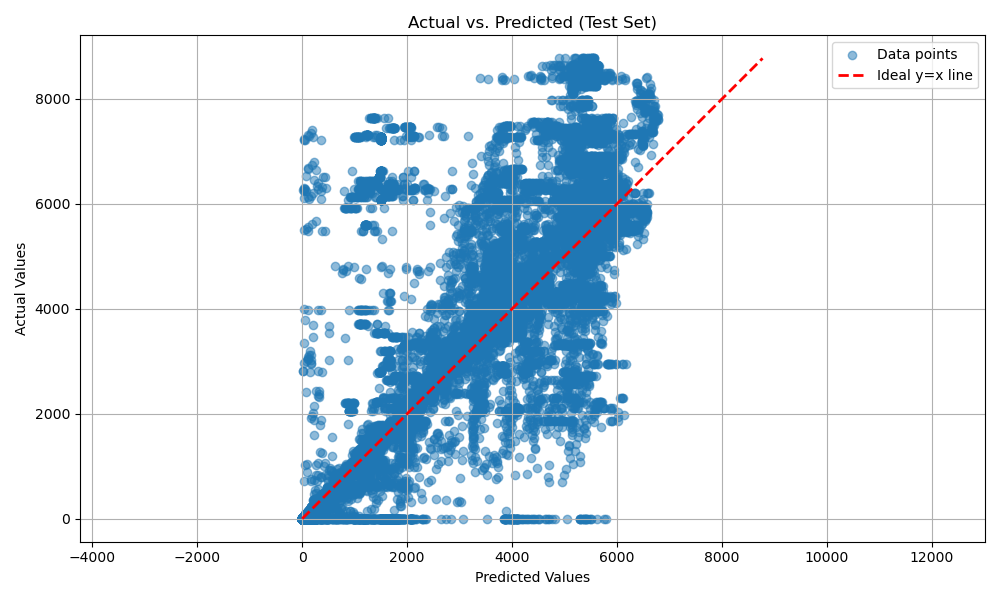 Actual vs. Predicted (Test Set)
Data points
Ideal y=x line
8000
6000
4000
2000
0
Actual Values
−4000 −2000 0 2000 4000 6000 8000 10000 12000
Predicted Values